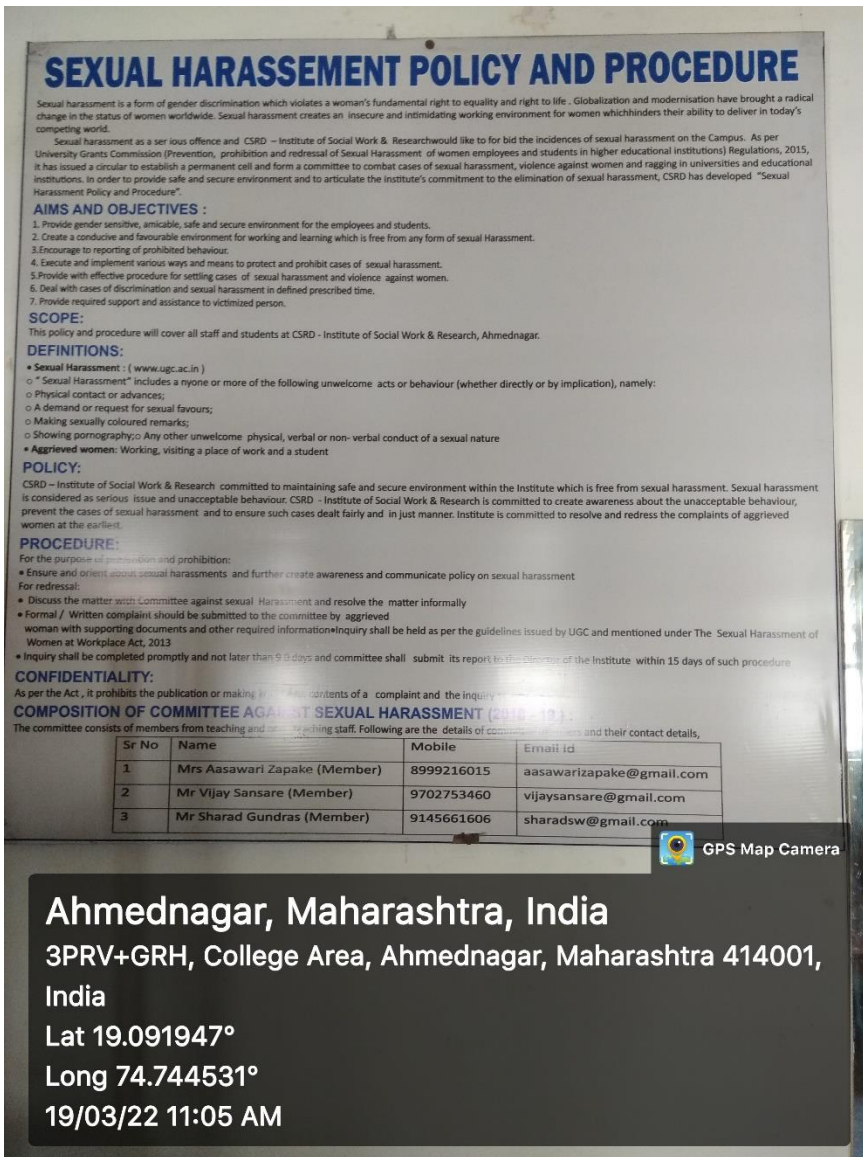 SEXUAL HARASSEMENT POLICY AND PROCEDURE
Sexual harassment is a form of gender discrimination which violates a woman's fundamental right to equality and right to life . Globalization and modernisation have brought a radical
change in the status of women worldwide. Sexual harassment creates an insecure and intimidating working environment for women whichhinders their ability to deliver in today's
competing world.
Sexual harassment as a ser ious offence and CSRD – Institute of Social Work & Researchwould like to for bid the incidences of sexual harassment on the Campus. As per
University Grants Commission (Prevention, prohibition and redressal of Sexual Harassment of women employees and students in higher educational institutions) Regulations, 2015,
it has issued a circular to establish a permanent cell and form a committee to combat cases of sexual harassment, violence against women and ragging in universities and educational
institutions. In order to provide safe and secure environment and to articulate the institute's commitment to the elimination of sexual harassment, CSRD has developed "Sexual
Harassment Policy and Procedure".
AIMS AND OBJECTIVES :
1. Provide gender sensitive, amicable, safe and secure environment for the employees and students.
2. Create a conducive and favourable environment for working and learning which is free from any form of sexual Harassment.
3.Encourage to reporting of prohibited behaviour.
4. Execute and implement various ways and means to protect and prohibit cases of sexual harassment.
5.Provide with effective procedure for settling cases of sexual harassment and violence against women.
6. Deal with cases of discrimination and sexual harassment in defined prescribed time.
7. Provide required support and assistance to victimized person.
SCOPE:
This policy and procedure will cover all staff and students at CSRD - Institute of Social Work & Research, Ahmednagar.
DEFINITIONS:
• Sexual Harassment : ( www.ugc.ac.in )
o " Sexual Harassment" includes a nyone or more of the following unwelcome acts or behaviour (whether directly or by implication), namely:
o Physical contact or advances;
o A demand or request for sexual favours;
o Making sexually coloured remarks;
o Showing pornography;o Any other unwelcome physical, verbal or non- verbal conduct of a sexual nature
• Aggrieved women: Working, visiting a place of work and a student
POLICY:
CSRD – Institute of Social Work & Research committed to maintaining safe and secure environment within the Institute which is free from sexual harassment. Sexual harassment
is considered as serious issue and unacceptable behaviour. CSRD - Institute of Social Work & Research is committed to create awareness about the unacceptable behaviour,
prevent the cases of sexual harassment and to ensure such cases dealt fairly and in just manner. Institute is committed to resolve and redress the complaints of aggrieved
women at the earliest.
PROCEDURE:
For the purpose of and prohibition:
• Ensure and orient about sexual harassments and further create awareness and communicate policy on sexual harassment
For redressal:
• Discuss the matter with Committee against sexual Harassment and resolve the matter informally
• Formal / Written complaint should be submitted to the committee by aggrieved
woman with supporting documents and other required information•Inquiry shall be held as per the guidelines issued by UGC and mentioned under The Sexual Harassment of
Women at Workplace Act, 2013
• Inquiry shall be completed promptly and not later than 9 0 days and committee shall submit its report to the Director of the Institute within 15 days of such procedure
CONFIDENTIALITY:
As per the Act , it prohibits the publication or making contents of a complaint and the inquiry
COMPOSITION OF COMMITTEE AGAINST SEXUAL HARASSMENT
The committee consists of members from teaching and teaching staff. Following are the details of and their contact details,
Sr No Name Mobile Email id
1 Mrs Aasawari Zapake (Member) 8999216015 aasawarizapake@gmail.com
2 Mr Vijay Sansare (Member) 9702753460 vijaysansare@gmail.com
3 Mr Sharad Gundras (Member) 9145661606 sharadsw@gmail.com
GPS Map Camera
Ahmednagar, Maharashtra, India
3PRV+GRH, College Area, Ahmednagar, Maharashtra 414001,
India
Lat 19.091947°
Long 74.744531°
19/03/22 11:05 AM